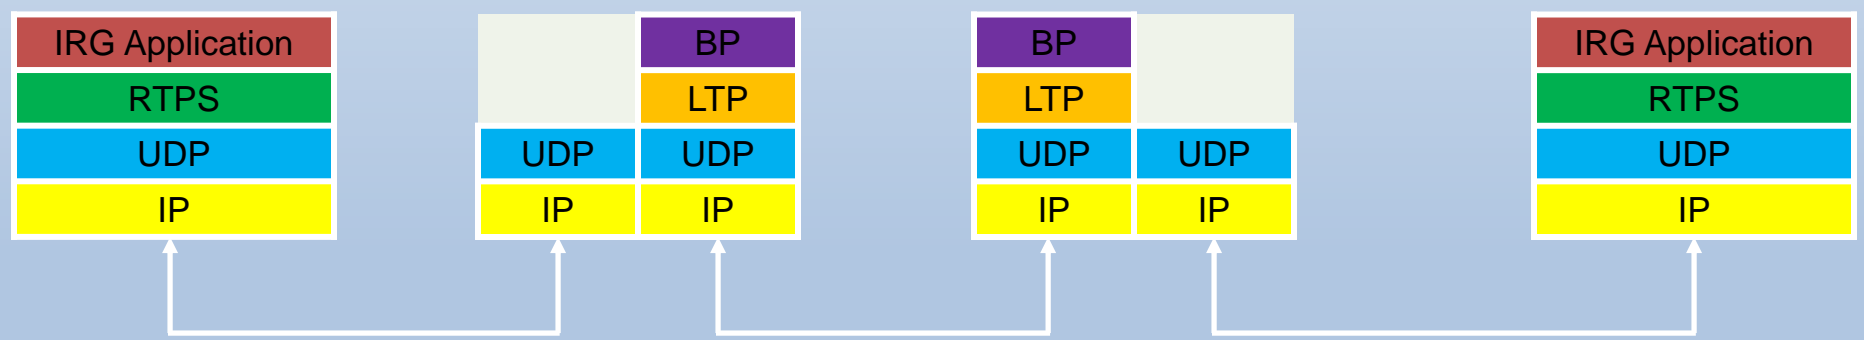 IRG Application
RTPS
UDP
IP
BP
LTP
UDP UDP
IP IP
BP
LTP
UDP UDP
IP IP
IRG Application
RTPS
UDP
IP